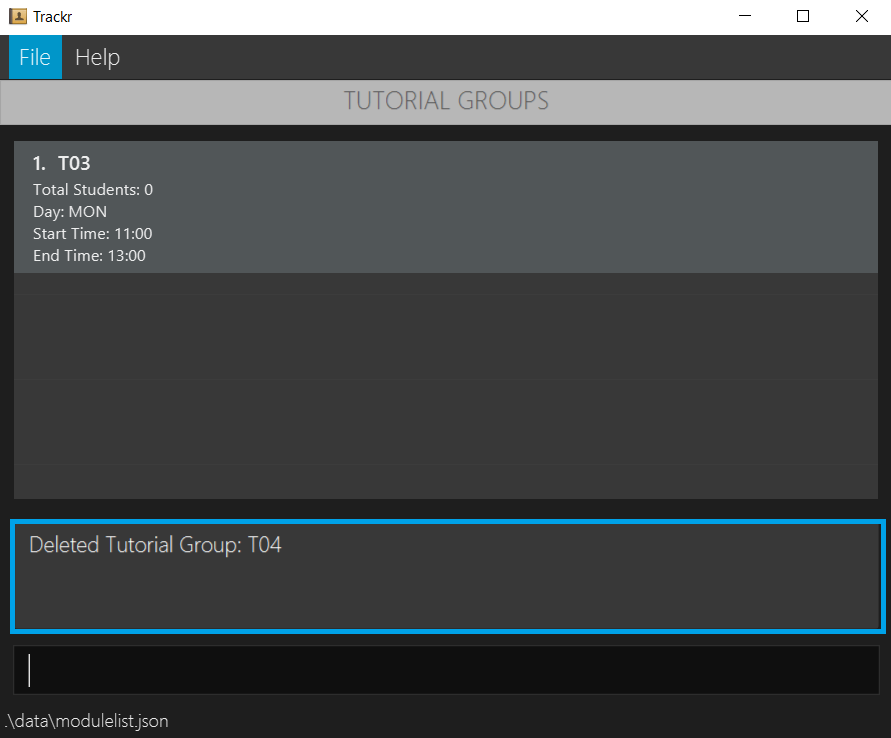 Trackr
File Help
TUTORIAL GROUPS
1. T03
Total Students: 0
Day: MON
Start Time: 11:00
End Time: 13:00
Deleted Tutorial Group: T04
.\data\modulelist.json